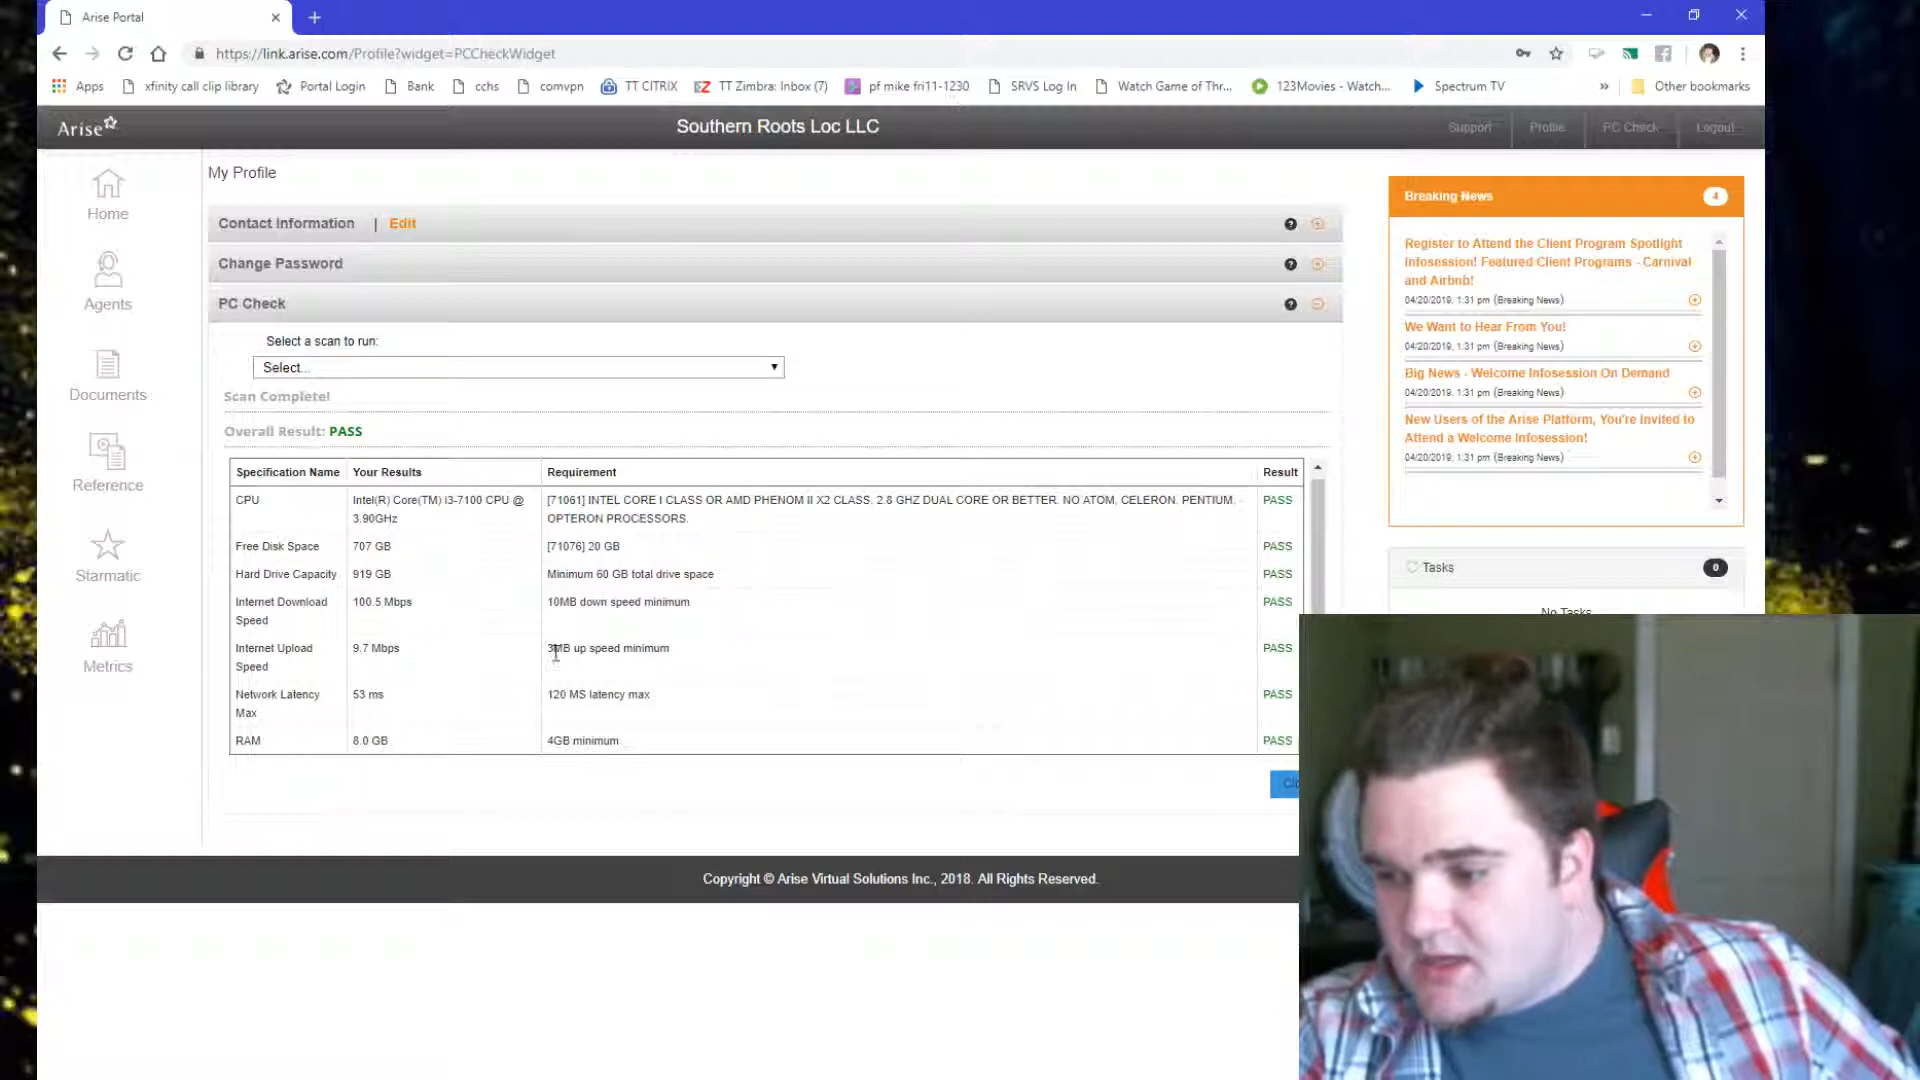 Arise Portal
https://link.arise.com/Profile?widget=PCCheckWidget
Apps xfinity call clip library Portal Login Bank cchs comvpn TT CITRIX TT Zimbra: Inbox (7) pf mike fri11-1230 SRVS Log In Watch Game of Thr... 123Movies - Watch... Spectrum TV » Other bookmarks
Arise Southern Roots Loc LLC Support Profile PC Check Logout
My Profile
Home
Agents
Documents
Reference
Starmatic
Metrics
Contact Information | Edit
Change Password
PC Check
Select a scan to run:
Select...
Scan Complete!
Overall Result: PASS
Specification Name Your Results Requirement Result
CPU Intel(R) Core(TM) i3-7100 CPU @ [71061] INTEL CORE I CLASS OR AMD PHENOM II X2 CLASS. 2.8 GHZ DUAL CORE OR BETTER. NO ATOM, CELERON. PENTIUM. PASS
3.90GHz OPTERON PROCESSORS.
Free Disk Space 707 GB [71076] 20 GB PASS
Hard Drive Capacity 919 GB Minimum 60 GB total drive space PASS
Internet Download 100.5 Mbps 10MB down speed minimum PASS
Speed
Internet Upload 9.7 Mbps 3MB up speed minimum PASS
Speed
Network Latency 53 ms 120 MS latency max PASS
Max
RAM 8.0 GB 4GB minimum PASS
Breaking News 4
Register to Attend the Client Program Spotlight
Infosession! Featured Client Programs - Carnival
and Airbnb!
04/20/2019, 1:31 pm (Breaking News)
We Want to Hear From You!
04/20/2019, 1:31 pm (Breaking News)
Big News - Welcome Infosession On Demand
04/20/2019, 1:31 pm (Breaking News)
New Users of the Arise Platform, You're Invited to
Attend a Welcome Infosession!
04/20/2019, 1:31 pm (Breaking News)
Tasks 0
No Tasks
Copyright © Arise Virtual Solutions Inc., 2018. All Rights Reserved.